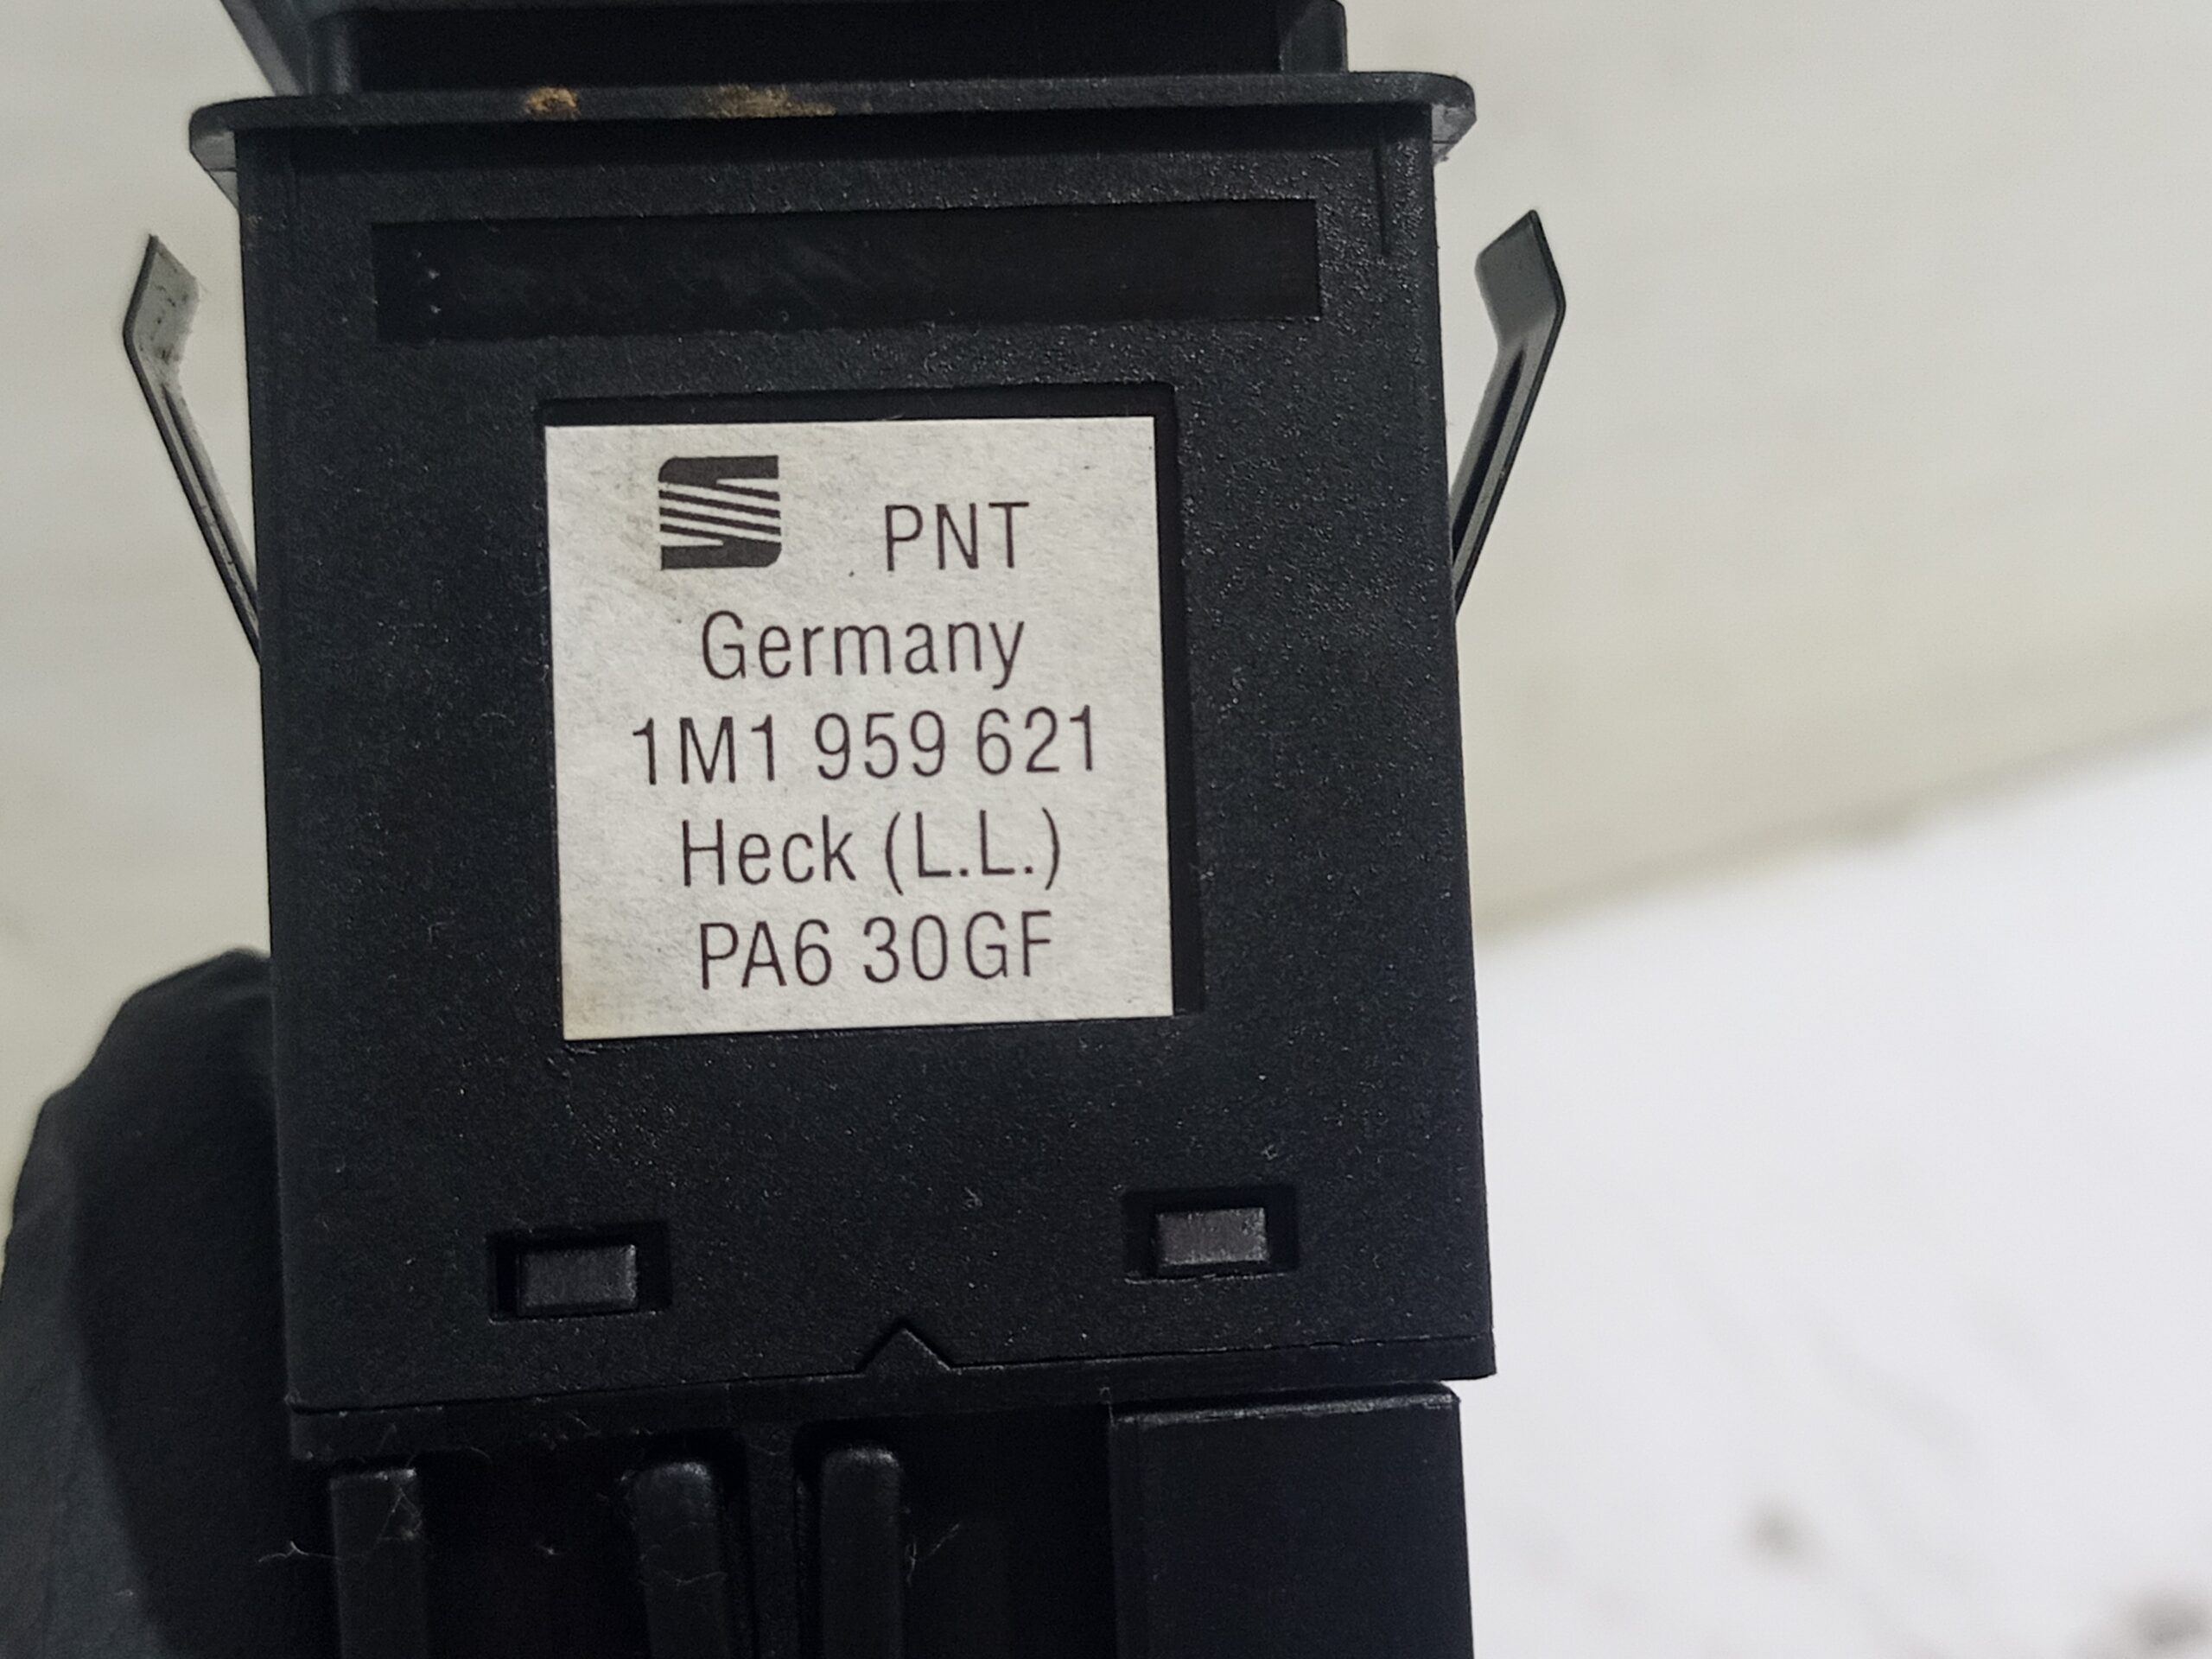 PNT
Germany
1M1 959 621
Heck (L.L.)
PA6 30GF